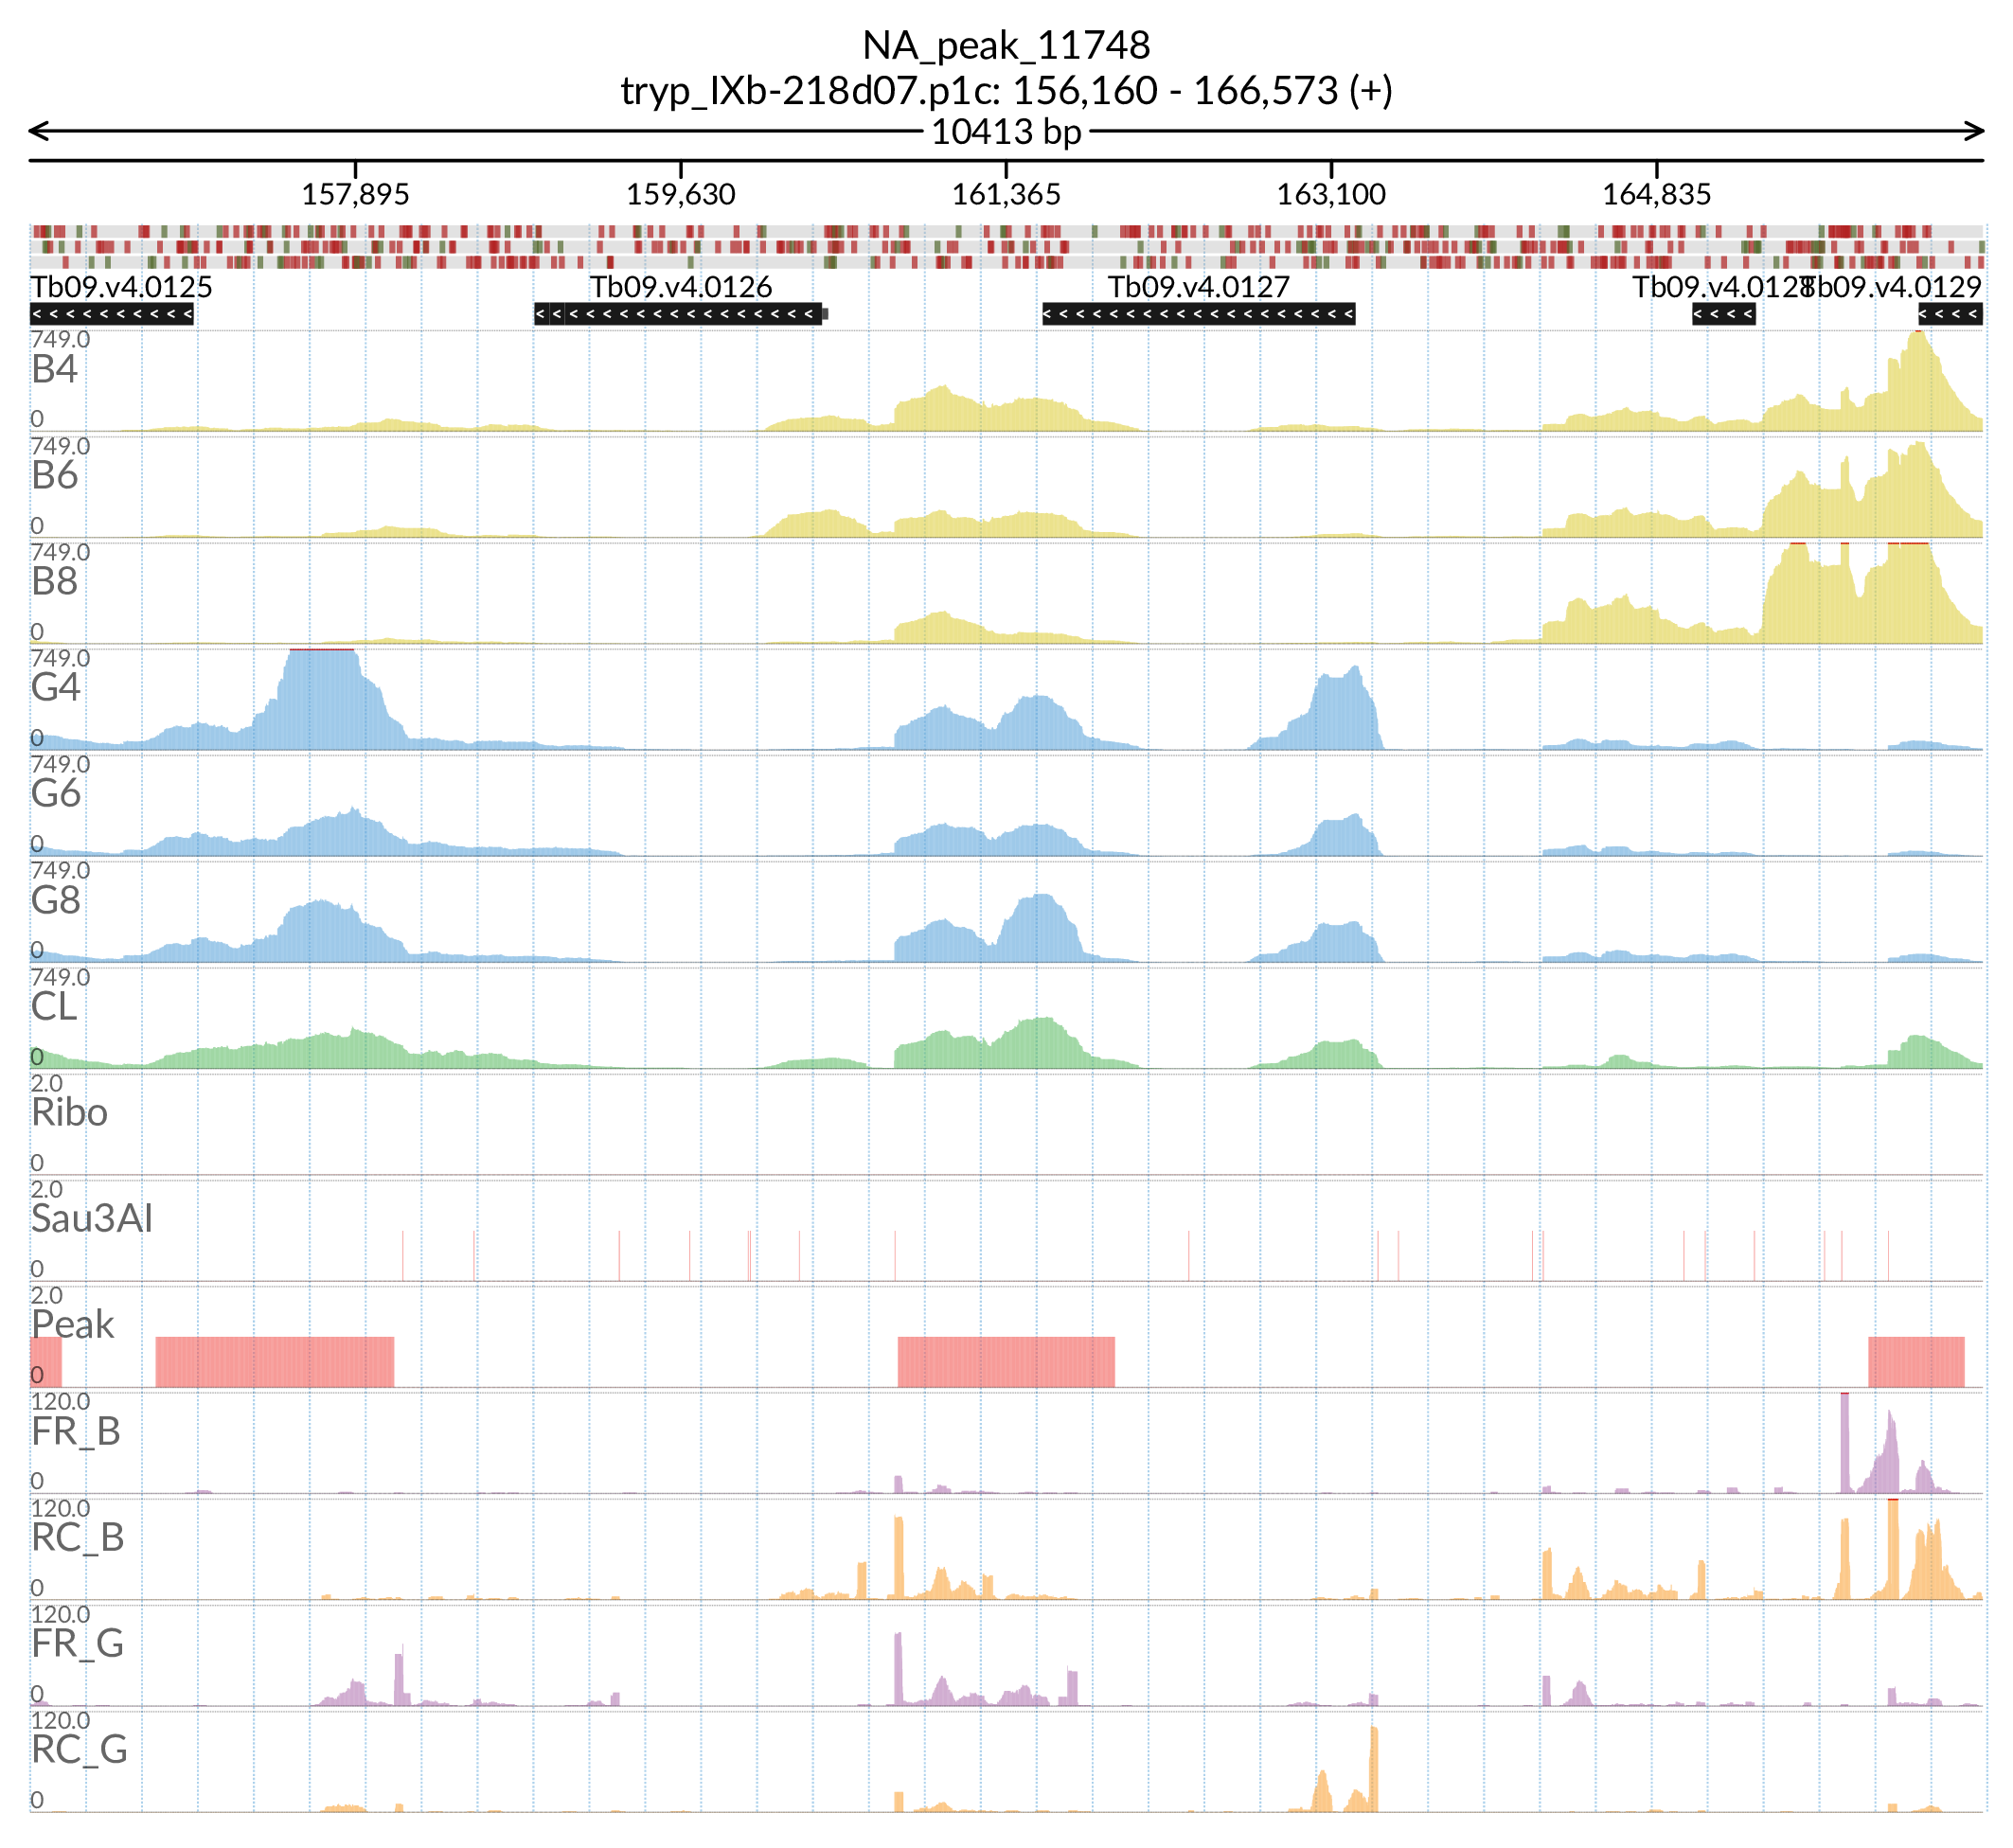 NA_peak_11748
tryp_IXb-218d07.p1c: 156,160 - 166,573 (+)
10413 bp
157,895 159,630 161,365 163,100 164,835
Tb09.v4.0125 Tb09.v4.0126 Tb09.v4.0127 Tb09.v4.0128 Tb09.v4.0129
749.0
B4
0
749.0
B6
0
749.0
B8
0
749.0
G4
0
749.0
G6
0
749.0
G8
0
749.0
CL
0
2.0
Ribo
0
2.0
Sau3AI
0
2.0
Peak
0
120.0
FR_B
0
120.0
RC_B
0
120.0
FR_G
0
120.0
RC_G
0